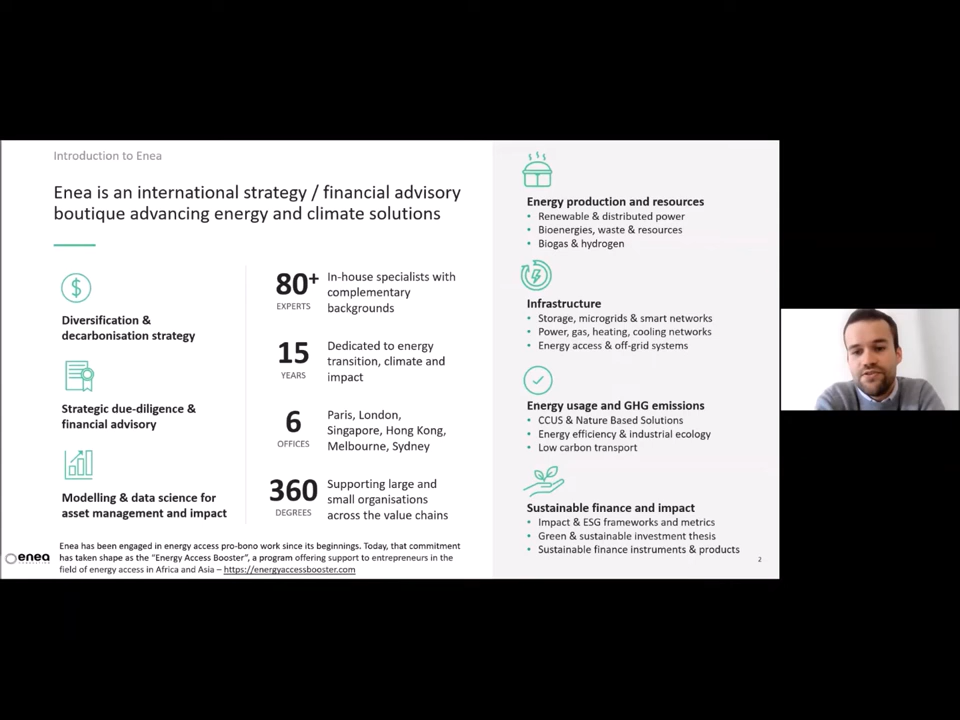 Introduction to Enea
Enea is an international strategy / financial advisory
boutique advancing energy and climate solutions
Diversification &
decarbonisation strategy
Strategic due-diligence &
financial advisory
Modelling & data science for
asset management and impact
80+
EXPERTS
In-house specialists with
complementary
backgrounds
15
YEARS
Dedicated to energy
transition, climate and
impact
6
OFFICES
Paris, London,
Singapore, Hong Kong,
Melbourne, Sydney
360
DEGREES
Supporting large and
small organisations
across the value chains
Enea has been engaged in energy access pro-bono work since its beginnings. Today, that commitment
has taken shape as the “Energy Access Booster”, a program offering support to entrepreneurs in the
field of energy access in Africa and Asia – https://energyaccessbooster.com
enea
Energy production and resources
• Renewable & distributed power
• Bioenergies, waste & resources
• Biogas & hydrogen
Infrastructure
• Storage, microgrids & smart networks
• Power, gas, heating, cooling networks
• Energy access & off-grid systems
Energy usage and GHG emissions
• CCUS & Nature Based Solutions
• Energy efficiency & industrial ecology
• Low carbon transport
Sustainable finance and impact
• Impact & ESG frameworks and metrics
• Green & sustainable investment thesis
• Sustainable finance instruments & products
2